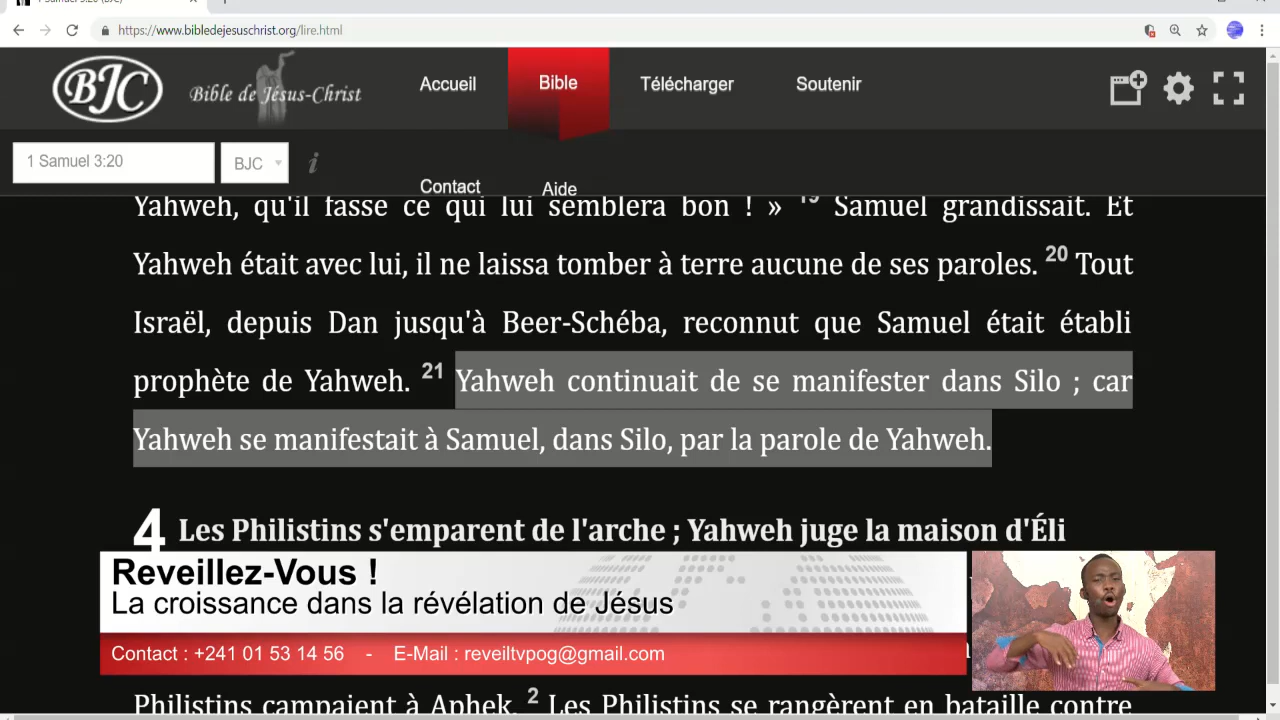 https://www.bibledejesuschrist.org/lire.html
BJC
Bible de Jésus-Christ
Accueil
Bible
Télécharger
Soutenir
1 Samuel 3:20
BJC
i
Contact
Aide
Yahweh, qu'il fasse ce qui lui semblera bon ! » 19 Samuel grandissait. Et
Yahweh était avec lui, il ne laissa tomber à terre aucune de ses paroles. 20 Tout
Israël, depuis Dan jusqu'à Beer-Schéba, reconnut que Samuel était établi
prophète de Yahweh. 21 Yahweh continuait de se manifester dans Silo ; car
Yahweh se manifestait à Samuel, dans Silo, par la parole de Yahweh.
4 Les Philistins s'emparent de l'arche ; Yahweh juge la maison d'Éli
Reveillez-Vous !
La croissance dans la révélation de Jésus
Contact : +241 01 53 14 56 - E-Mail : reveiltvpog@gmail.com
Philistins campaient à Aphek. 2 Les Philistins se rangèrent en bataille contre